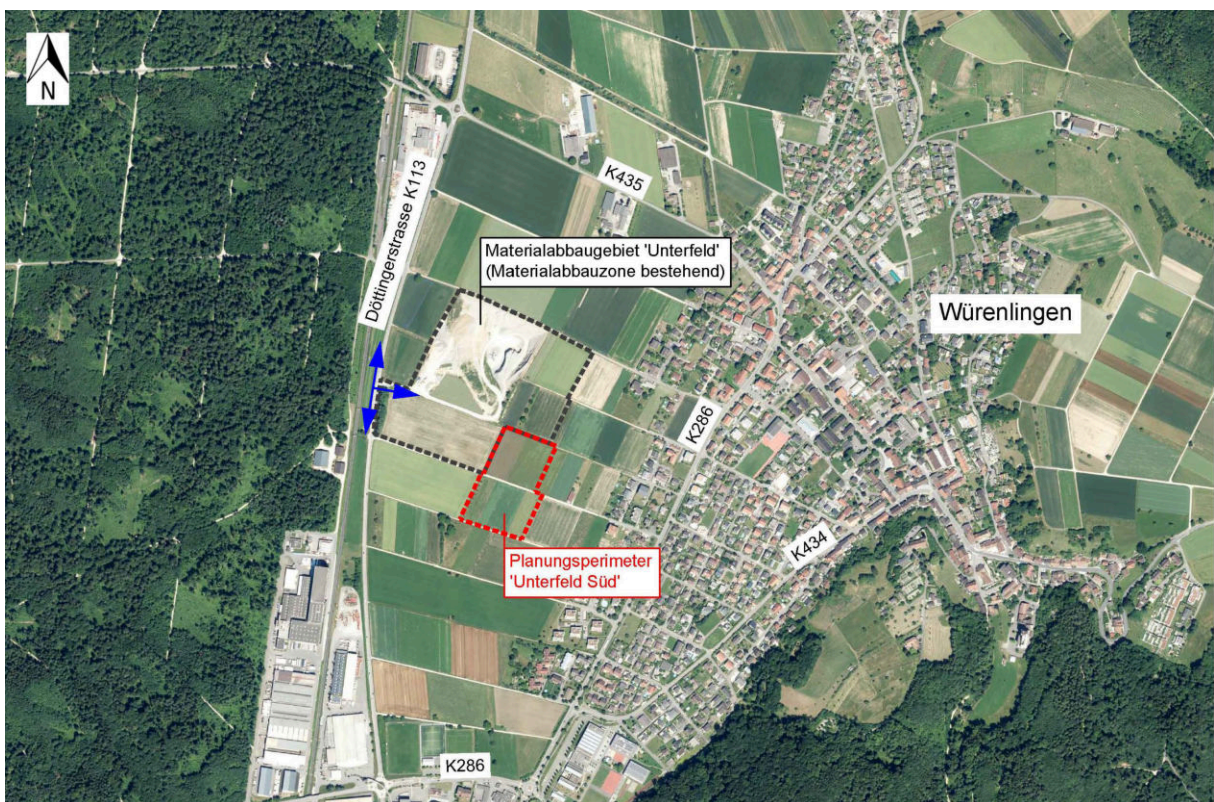 N
K435
Döttingerstrasse K113
Materialabbaugebiet 'Unterfeld'
(Materialabbauzone bestehend)
Würenlingen
K286
K434
Planungsperimeter
'Unterfeld Süd'
K286